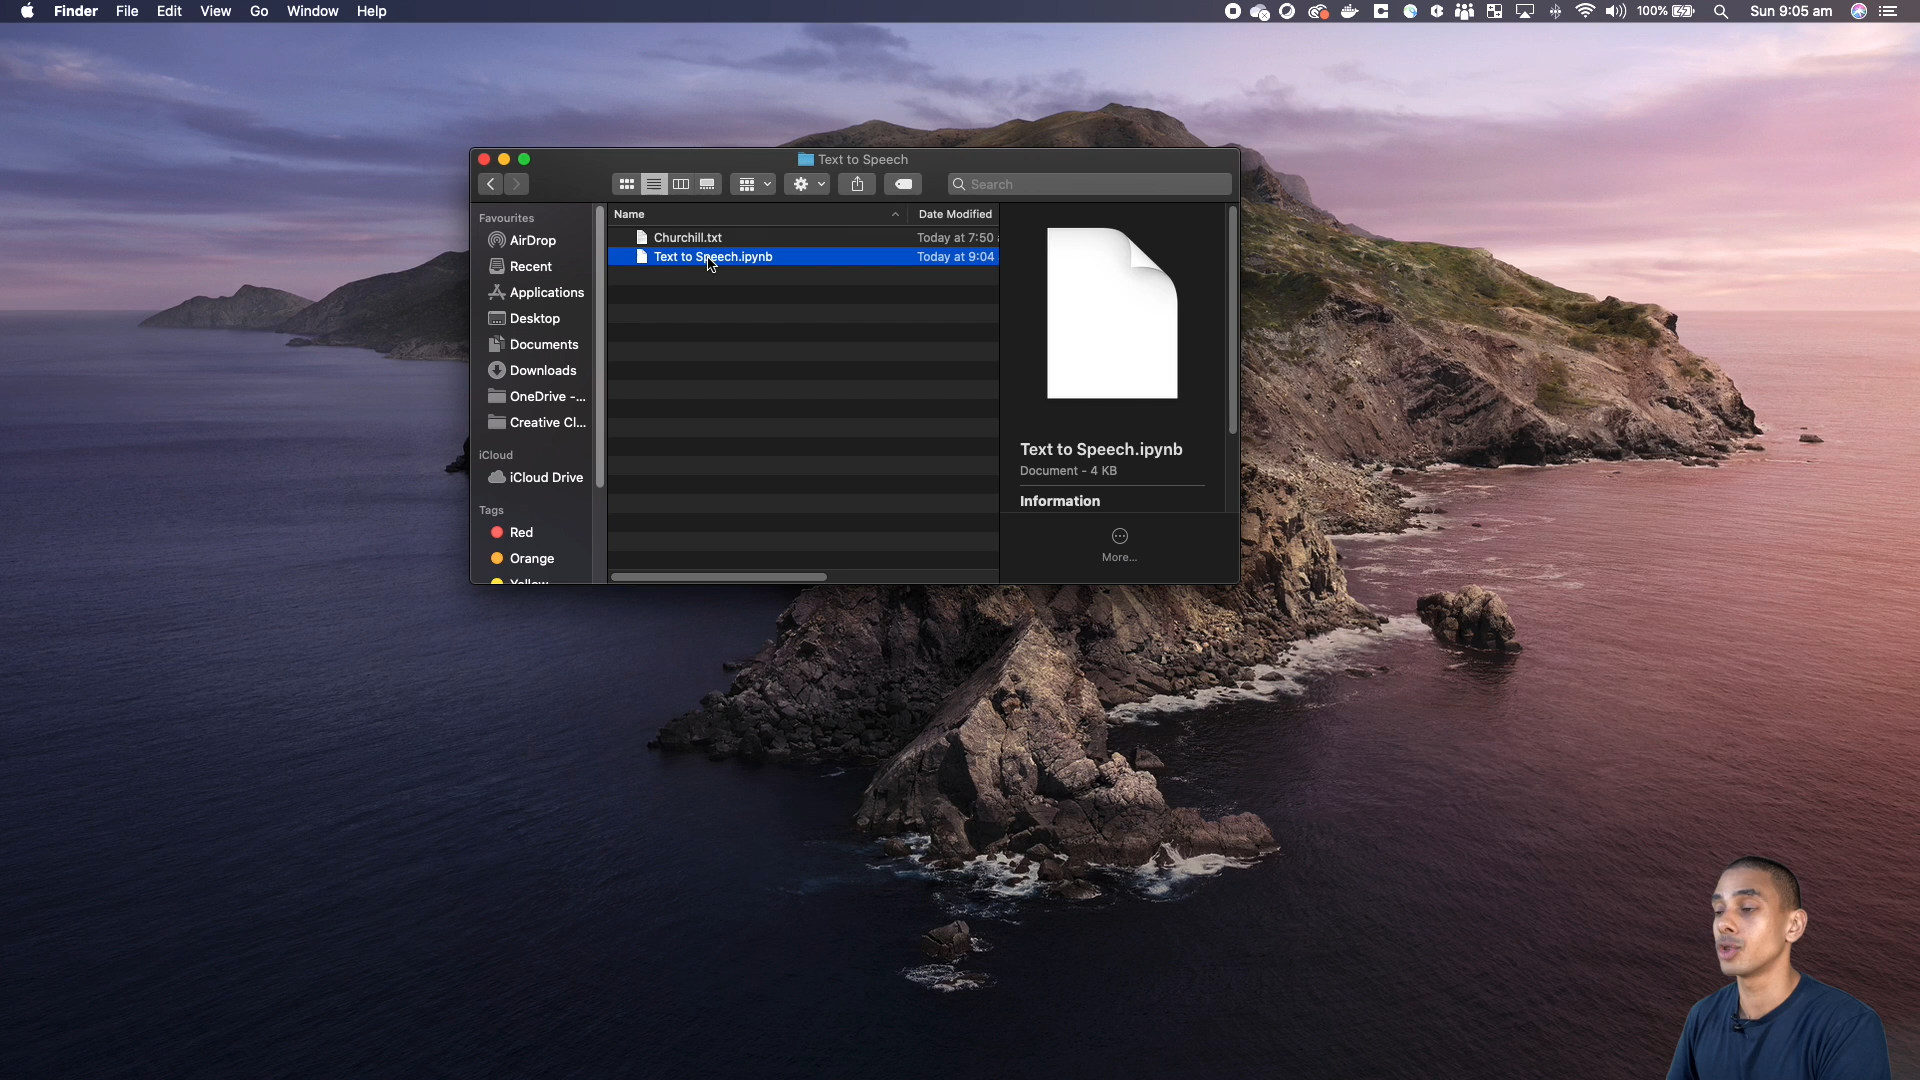 Finder File Edit View Go Window Help 100% Sun 9:05 am
Text to Speech
Search
Favourites
AirDrop
Recent
Applications
Desktop
Documents
Downloads
OneDrive -...
Creative Cl...
iCloud
iCloud Drive
Tags
Red
Orange
Yellow
Name Date Modified
Churchill.txt Today at 7:50
Text to Speech.ipynb Today at 9:04
Text to Speech.ipynb
Document - 4 KB
Information
More...